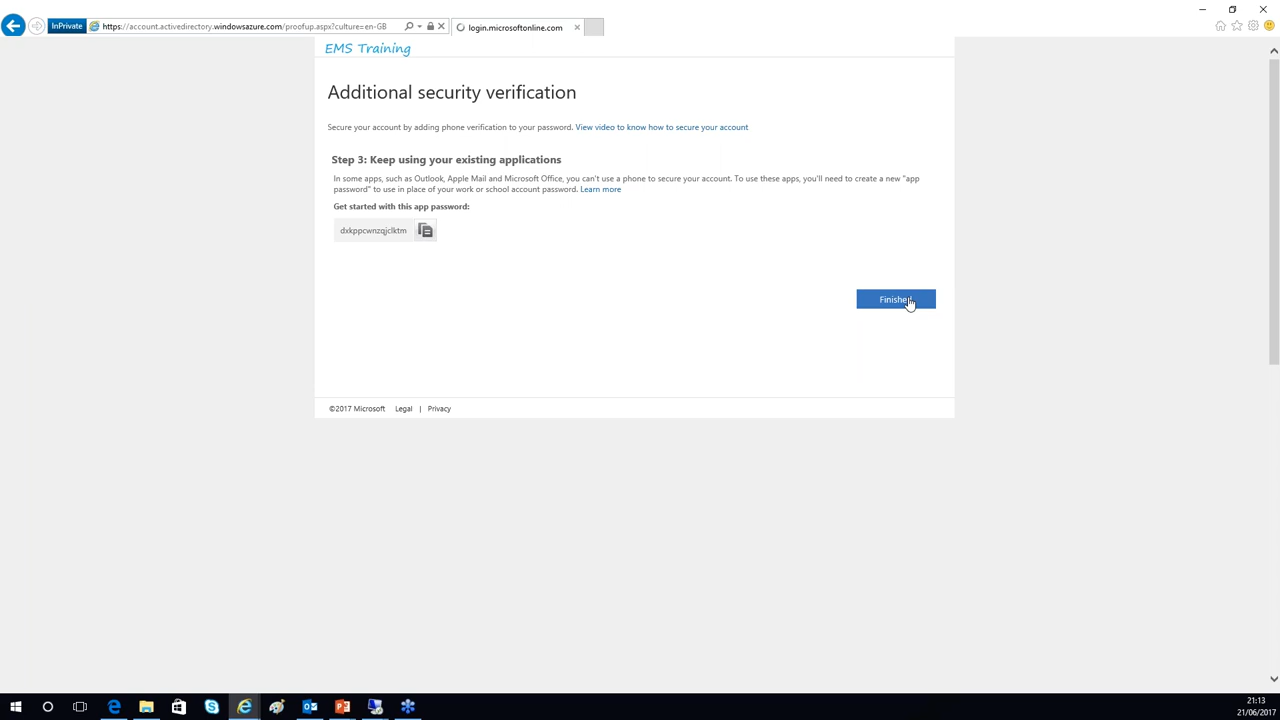 InPrivate
https://account.activedirectory.windowsazure.com/proofup.aspx?culture=en-GB
login.microsoftonline.com
EMS Training
Additional security verification
Secure your account by adding phone verification to your password. View video to know how to secure your account
Step 3: Keep using your existing applications
In some apps, such as Outlook, Apple Mail and Microsoft Office, you can't use a phone to secure your account. To use these apps, you'll need to create a new "app
password" to use in place of your work or school account password. Learn more
Get started with this app password:
dxkppcwnzqjclktm
Finished
©2017 Microsoft Legal | Privacy
21:13
21/06/2017